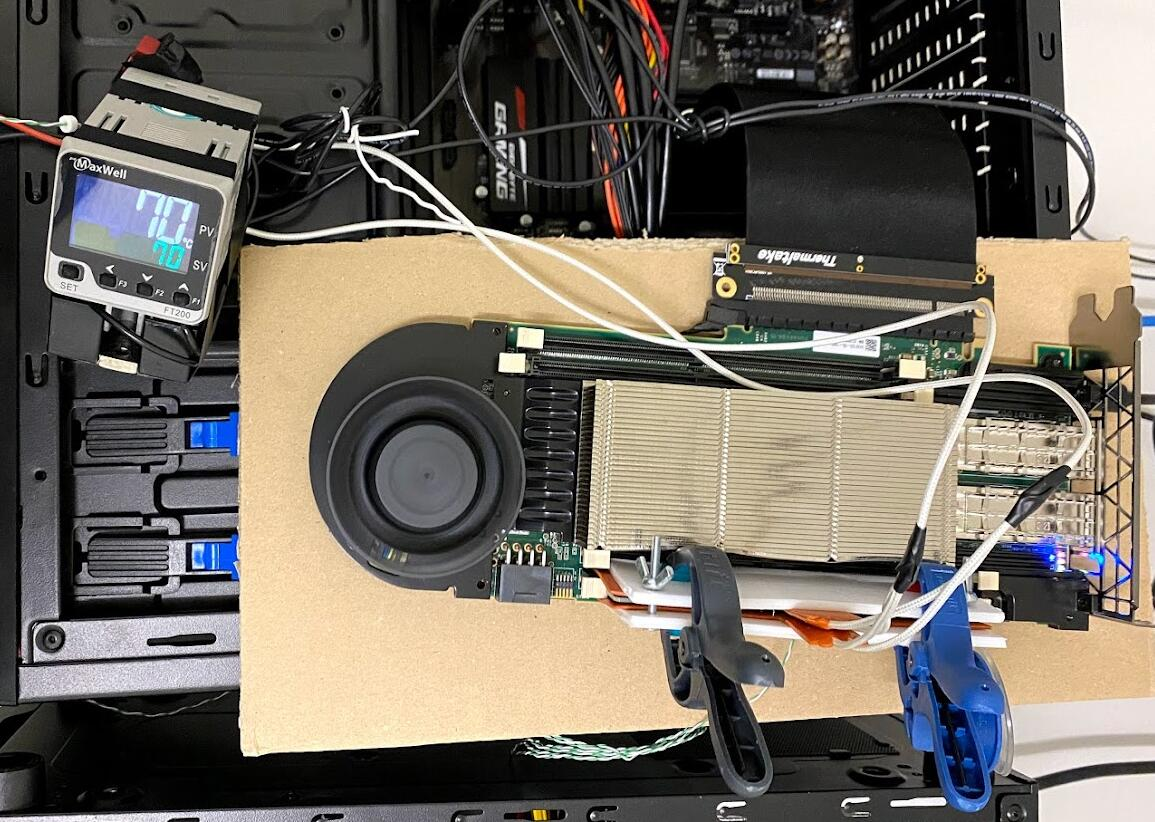 MaxWell
70
°C
PV
70
SV
SET
F3
F2
F1
FT200
GAMING
Thermaltake